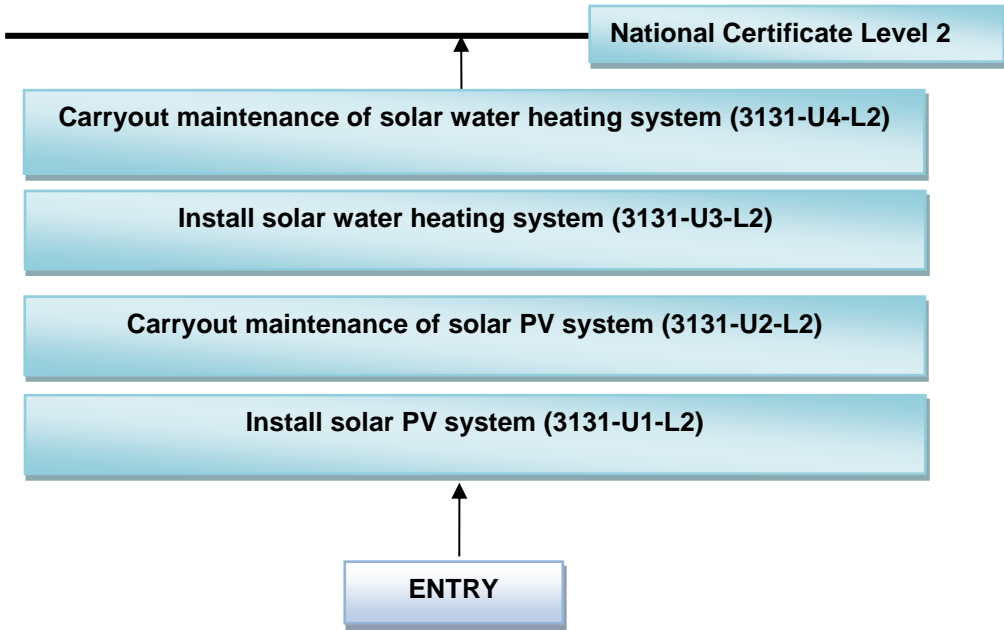 National Certificate Level 2
Carryout maintenance of solar water heating system (3131-U4-L2)
Install solar water heating system (3131-U3-L2)
Carryout maintenance of solar PV system (3131-U2-L2)
Install solar PV system (3131-U1-L2)
ENTRY